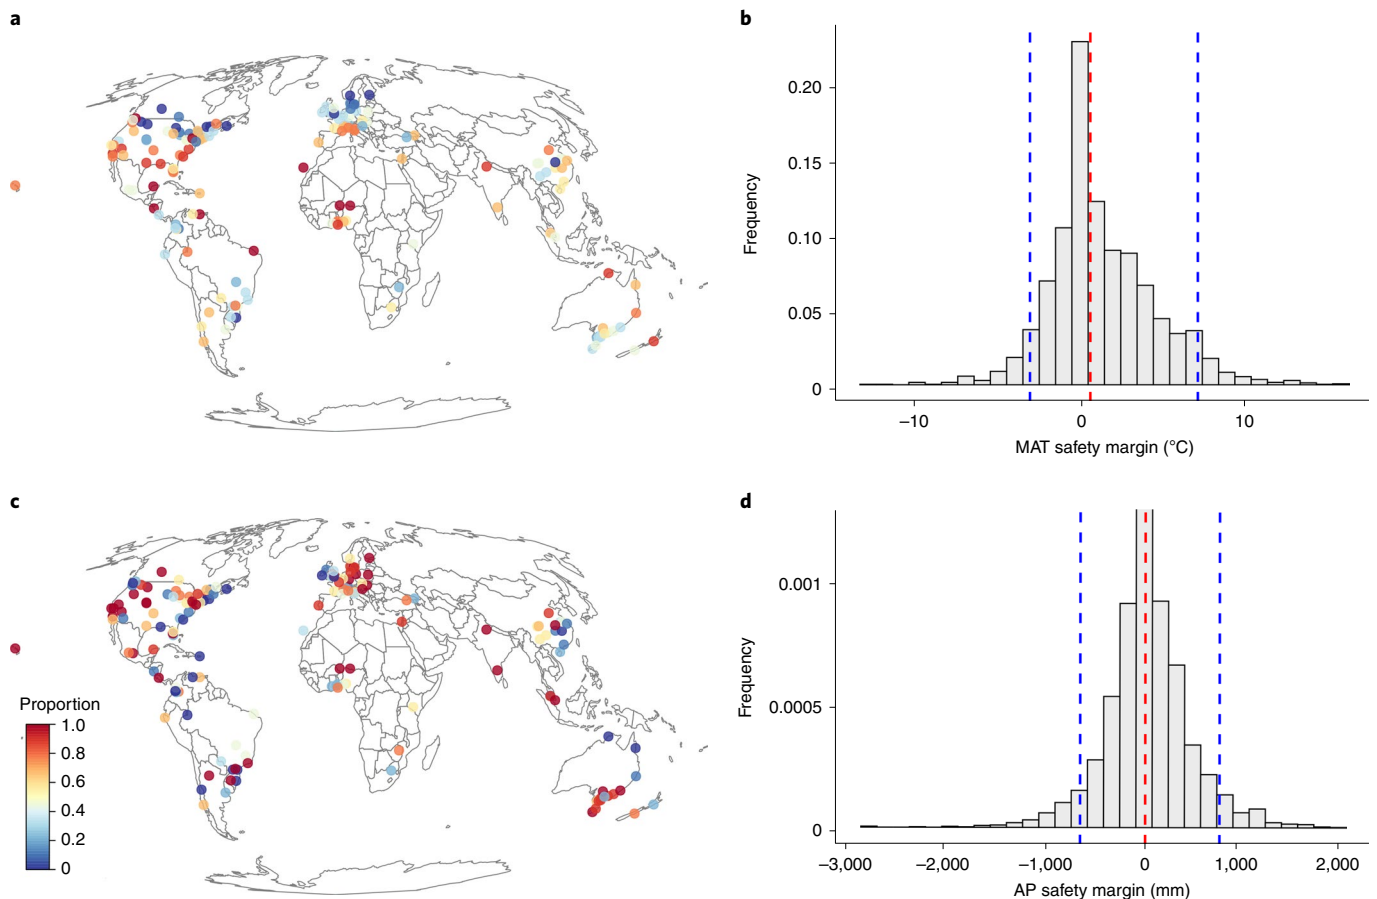 a
b
0.20
0.15
0.10
0.05
0
Frequency
–10
0
10
MAT safety margin (°C)
c
Proportion
1.0
0.8
0.6
0.4
0.2
0
d
0.001
0.0005
0
Frequency
–3,000
–2,000
–1,000
0
1,000
2,000
AP safety margin (mm)